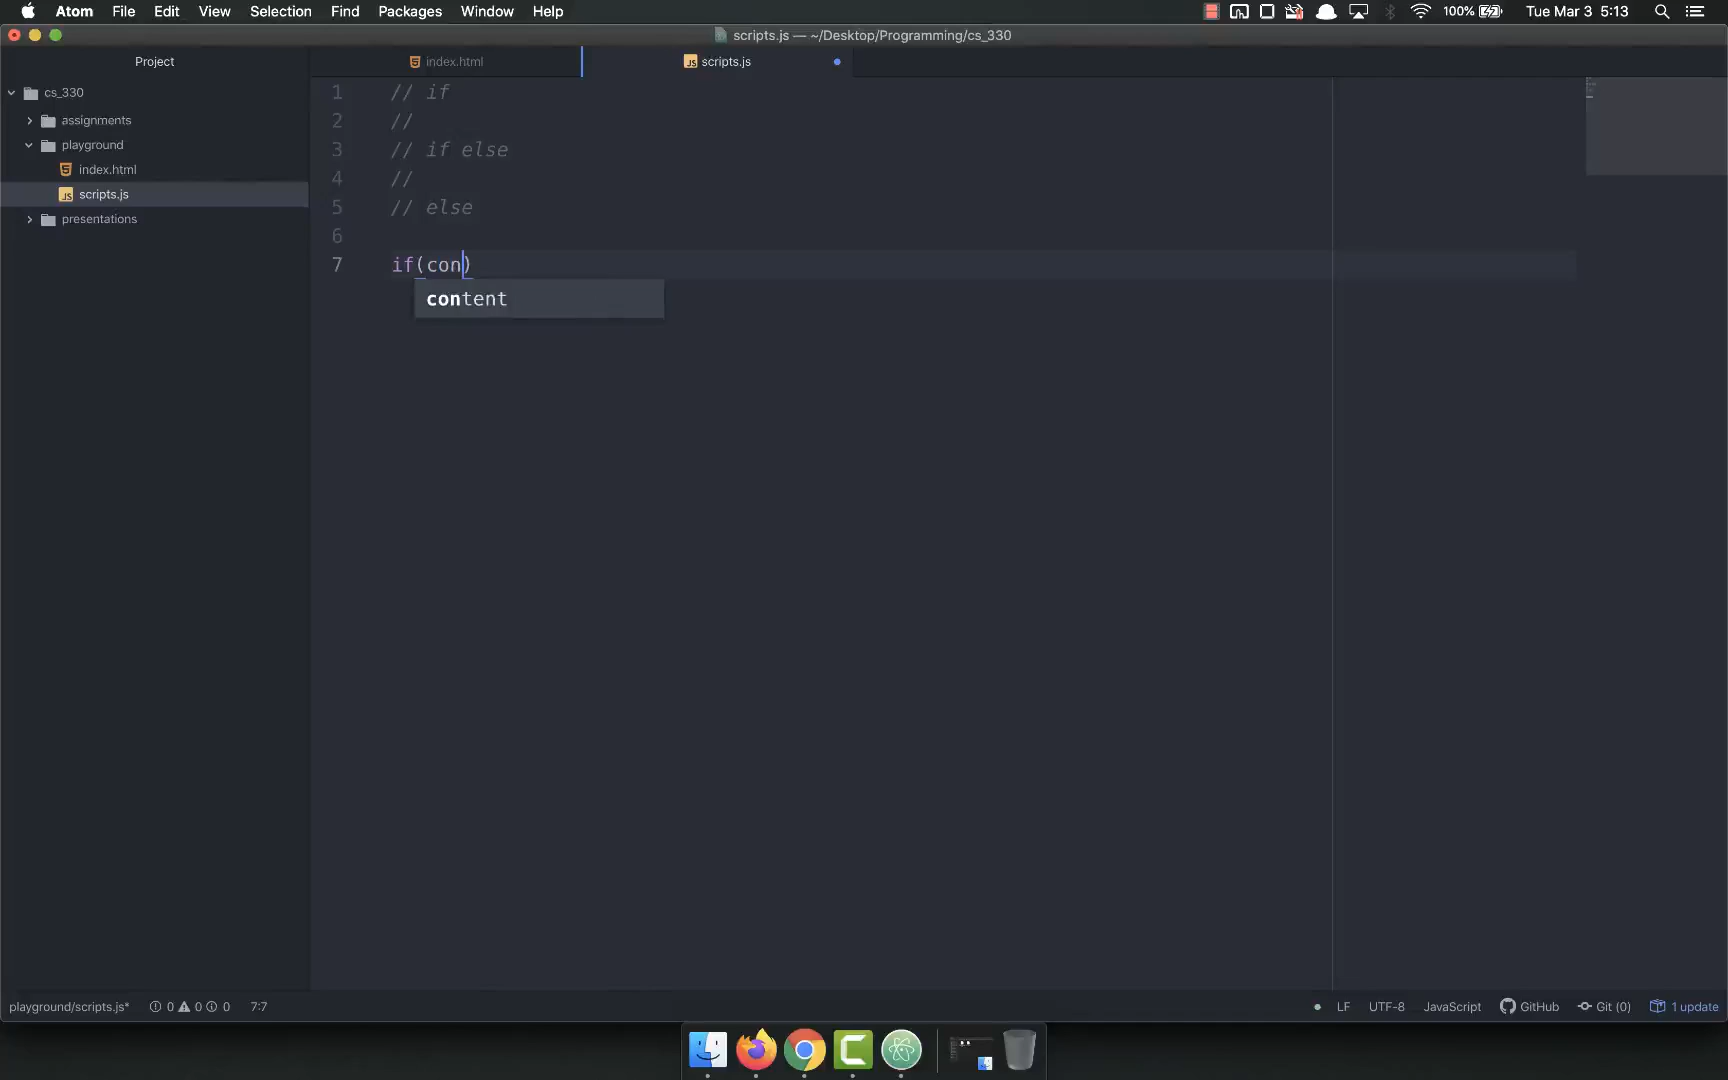 Atom File Edit View Selection Find Packages Window Help 100% Tue Mar 3 5:13
scripts.js — ~/Desktop/Programming/cs_330
Project
index.html
scripts.js
cs_330
assignments
playground
index.html
scripts.js
presentations
1 // if
2 //
3 // if else
4 //
5 // else
6
7 if(con)
content
playground/scripts.js* 0 0 0 7:7 LF UTF-8 JavaScript GitHub Git (0) 1 update